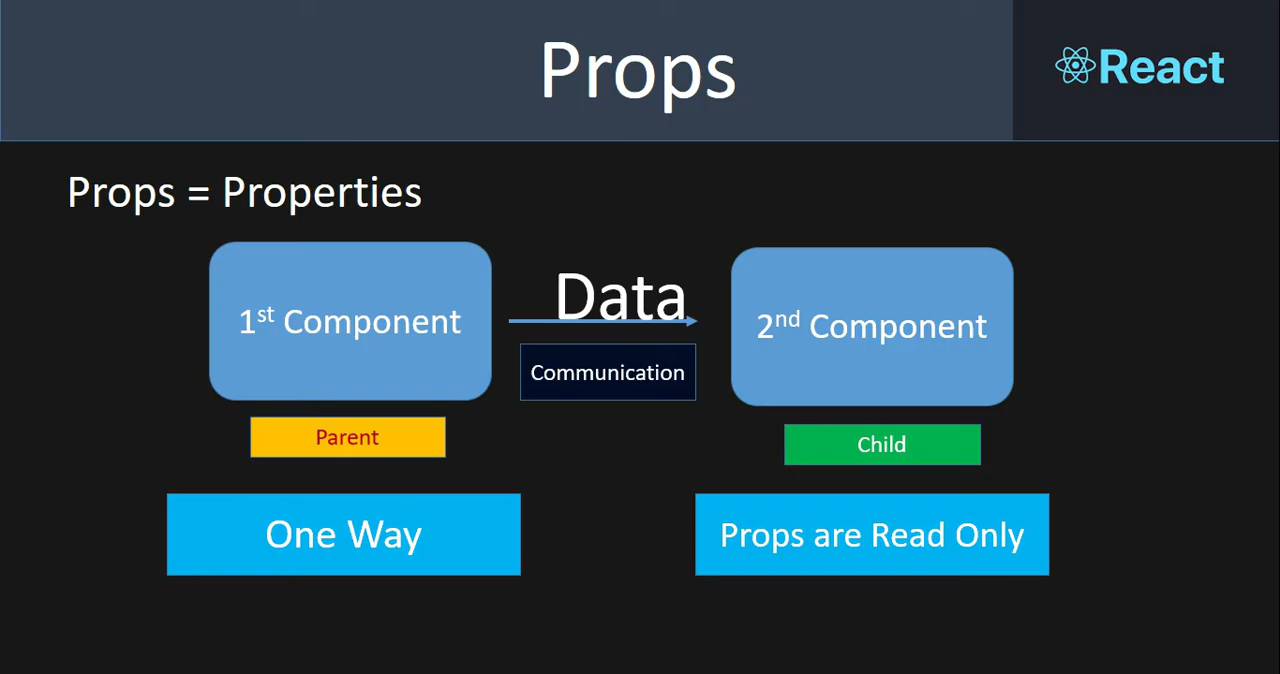 Props
React
Props = Properties
1st Component
Data
2nd Component
Communication
Parent
Child
One Way
Props are Read Only